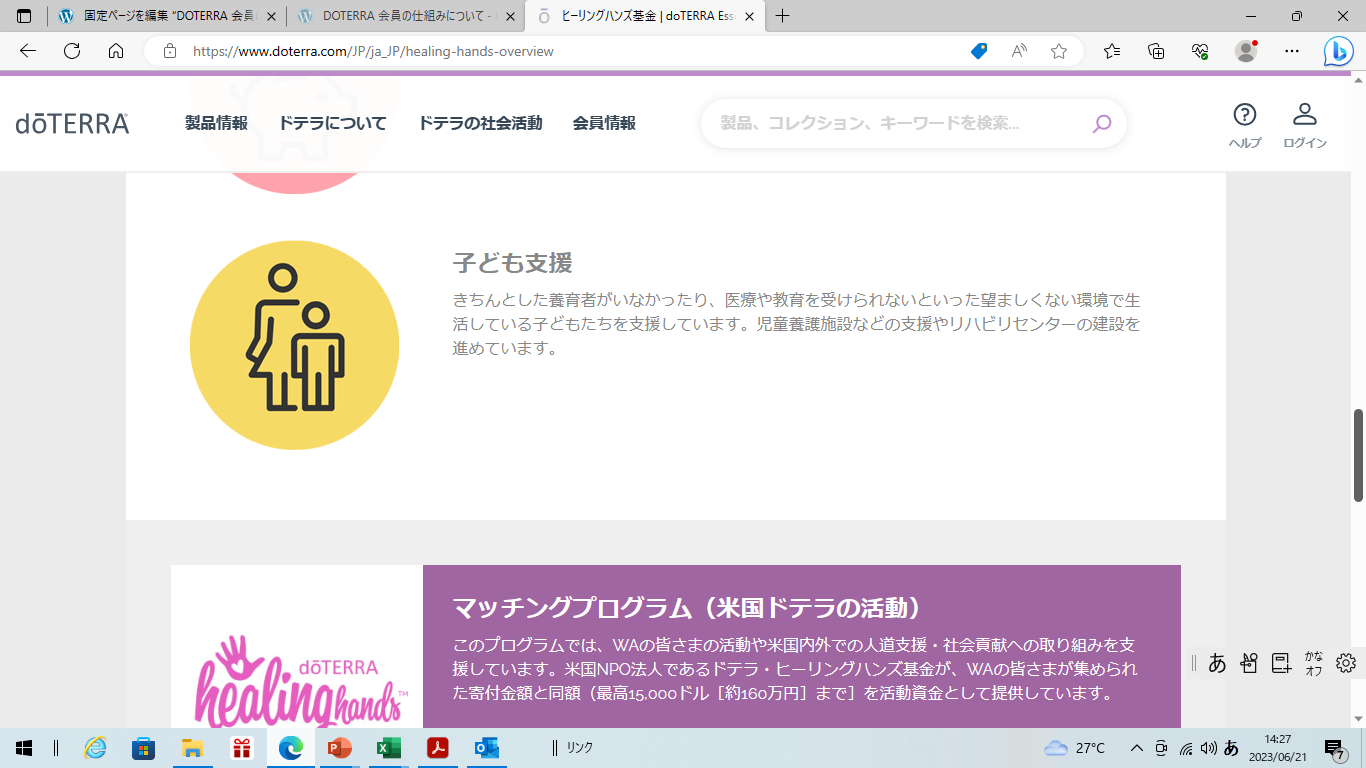 固定ページを編集 "DOTERRA 会員
DOTERRA 会員の仕組みについて -
ヒーリングハンズ基金 | doTERRA Ess
https://www.doterra.com/JP/ja_JP/healing-hands-overview
dōTERRA
製品情報
ドテラについて
ドテラの社会活動
会員情報
製品、コレクション、キーワードを検索...
ヘルプ
ログイン
子ども支援
きちんとした養育者がいなかったり、医療や教育を受けられないといった望ましくない環境で生
活している子どもたちを支援しています。児童養護施設などの支援やリハビリセンターの建設を
進めています。
マッチングプログラム（米国ドテラの活動）
このプログラムでは、WAの皆さまの活動や米国内外での人道支援・社会貢献への取り組みを支
援しています。米国NPO法人であるドテラ・ヒーリングハンズ基金が、WAの皆さまが集められ
た寄付金額と同額（最高15,000ドル［約160万円］まで］を活動資金として提供しています。
dōTERRA
healing hands™
あ
かな
オフ
リンク
27°C
あ
14:27
2023/06/21
7